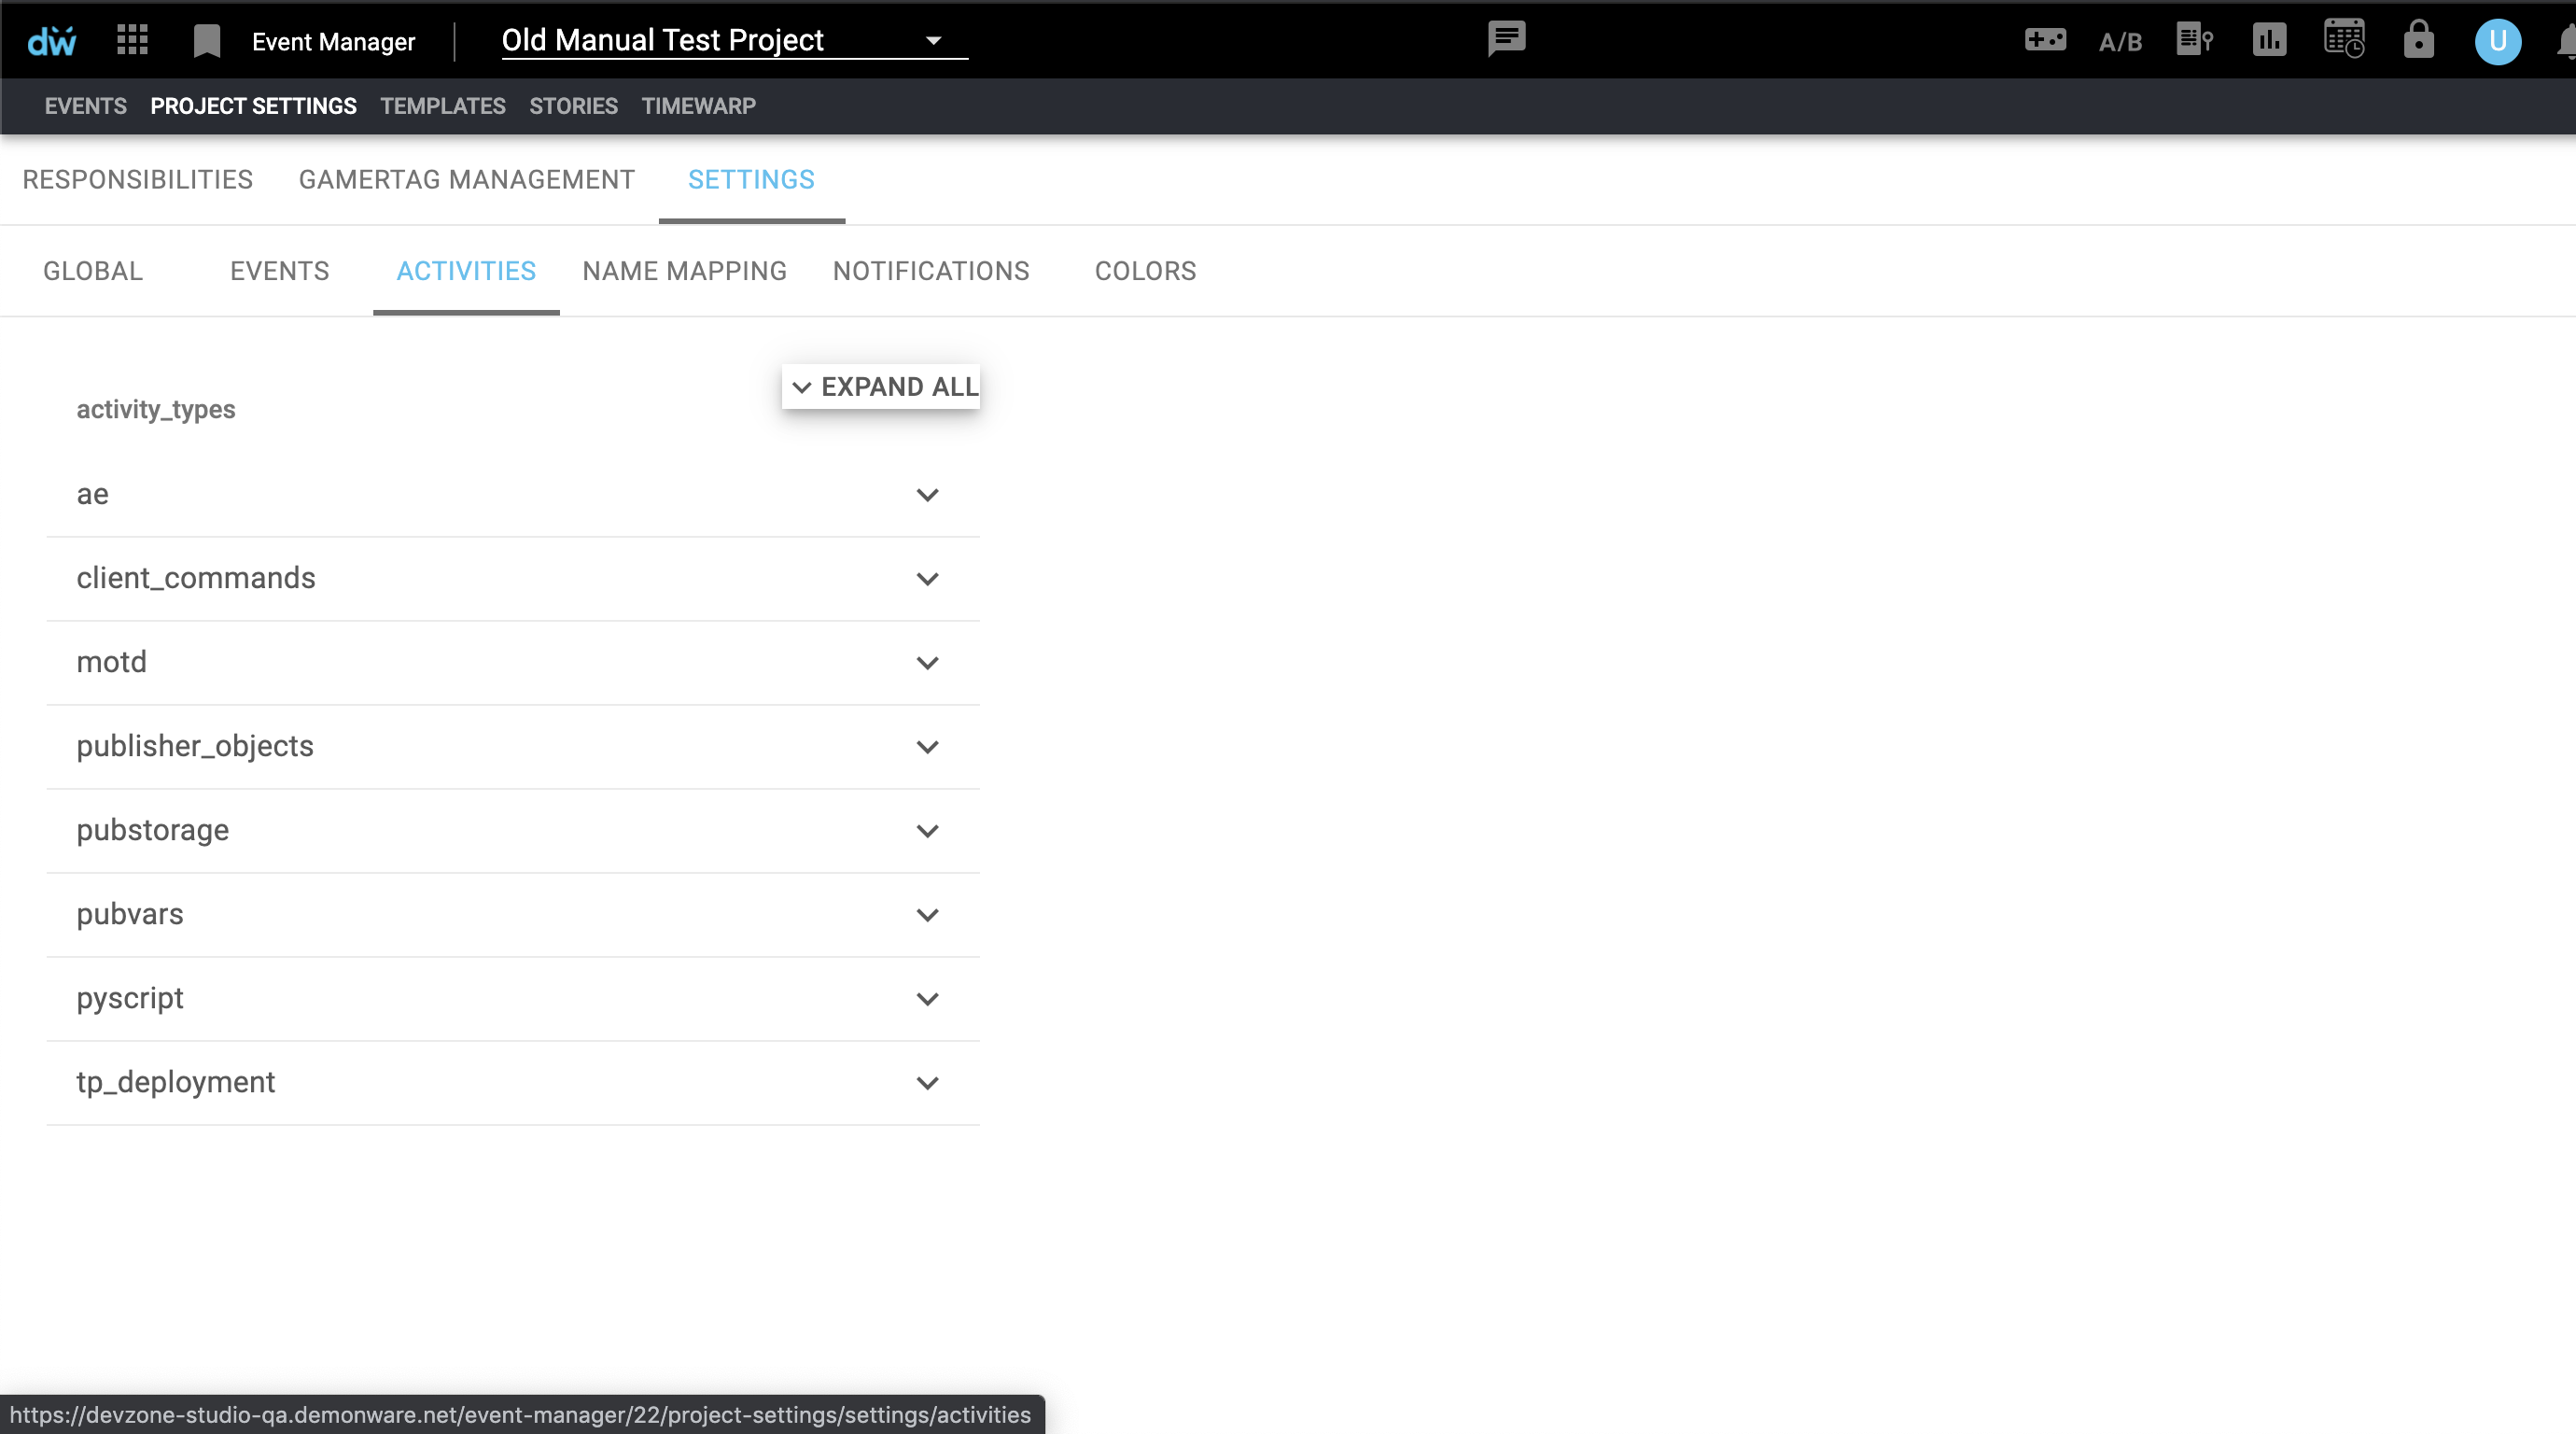 dw Event Manager Old Manual Test Project A/B U
EVENTS PROJECT SETTINGS TEMPLATES STORIES TIMEWARP
RESPONSIBILITIES GAMERTAG MANAGEMENT SETTINGS
GLOBAL EVENTS ACTIVITIES NAME MAPPING NOTIFICATIONS COLORS
EXPAND ALL
activity_types
ae
client_commands
motd
publisher_objects
pubstorage
pubvars
pyscript
tp_deployment
https://devzone-studio-qa.demonware.net/event-manager/22/project-settings/settings/activities